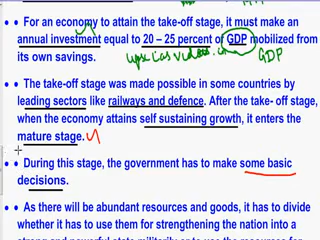 • For an economy to attain the take-off stage, it must make an
annual investment equal to 20 – 25 percent of GDP mobilized from
its own savings.
GDP
• The take-off stage was made possible in some countries by
leading sectors like railways and defence. After the take- off stage,
when the economy attains self sustaining growth, it enters the
mature stage.
• During this stage, the government has to make some basic
decisions.
• As there will be abundant resources and goods, it has to divide
whether it has to use them for strengthening the nation into a